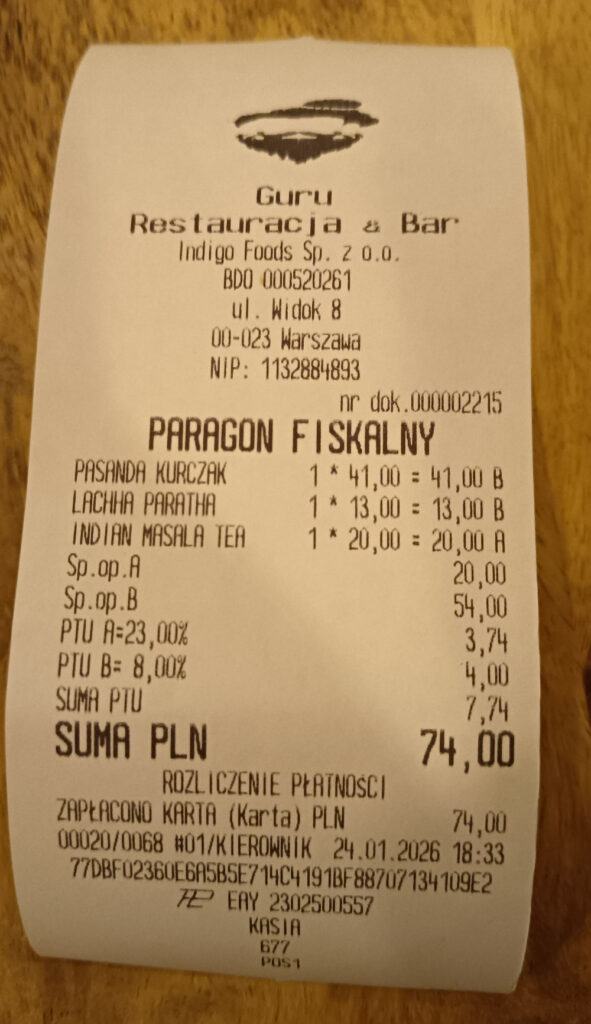 Guru
Restauracja & Bar
Indigo Foods Sp. z o.o.
BDO 000520261
ul. Widok 8
00-023 Warszawa
NIP: 1132884893
nr dok.000002215
PARAGON FISKALNY
PASANDA KURCZAK 1 * 41,00 = 41,00 B
LACHHA PARATHA 1 * 13,00 = 13,00 B
INDIAN MASALA TEA 1 * 20,00 = 20,00 A
Sp.op.A 20,00
Sp.op.B 54,00
PTU A=23,00% 3,74
PTU B= 8,00% 4,00
SUMA PTU 7,74
SUMA PLN 74,00
ROZLICZENIE PŁATNOŚCI
ZAPŁACONO KARTA (Karta) PLN 74,00
00020/0068 #01/KIEROWNIK 24.01.2026 18:33
77DBF02360E6A5B5E714C4191BF88707134109E2
EAY 2302500557
KASIA
677
POS1